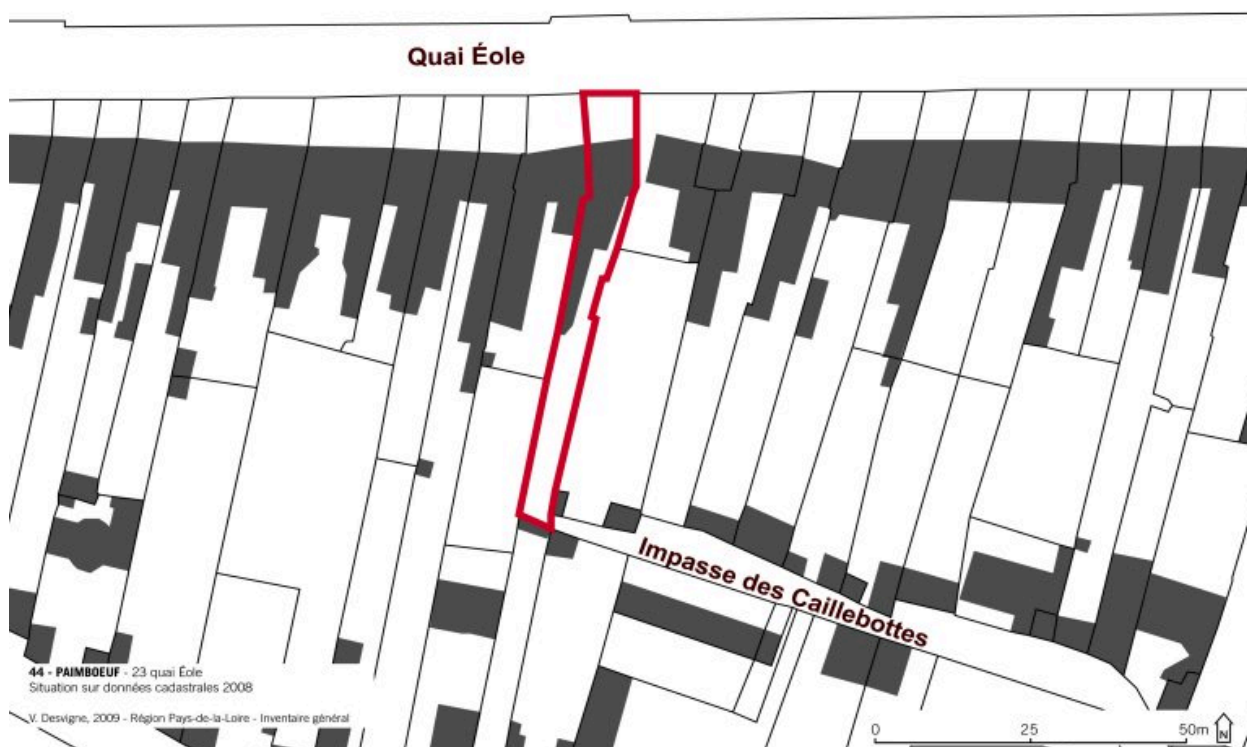 Quai Éole
Impasse des Caillebottes
44 - PAIMBOEUF - 23 quai Éole
Situation sur données cadastrales 2008
V. Desvigne, 2009 - Région Pays-de-la-Loire - Inventaire général
0 25 50m
N